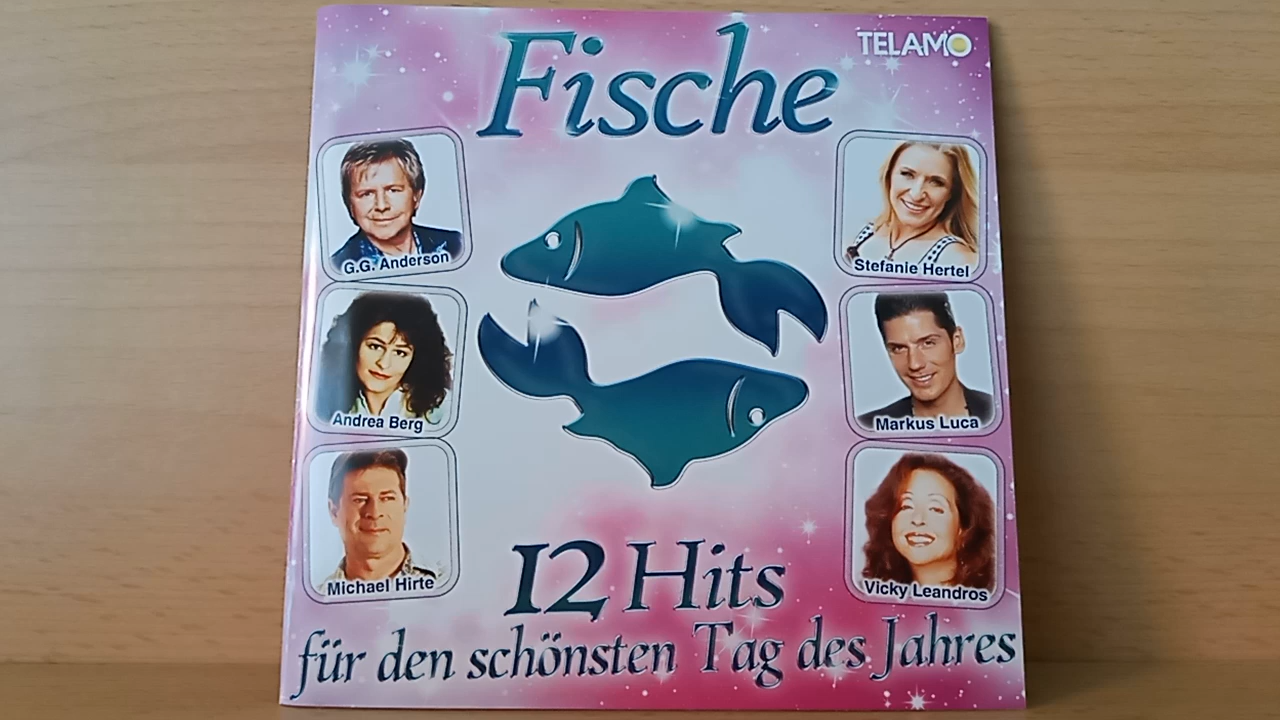 TELAMO
Fische
G.G. Anderson
Stefanie Hertel
Andrea Berg
Markus Luca
Michael Hirte
Vicky Leandros
12 Hits
für den schönsten Tag des Jahres